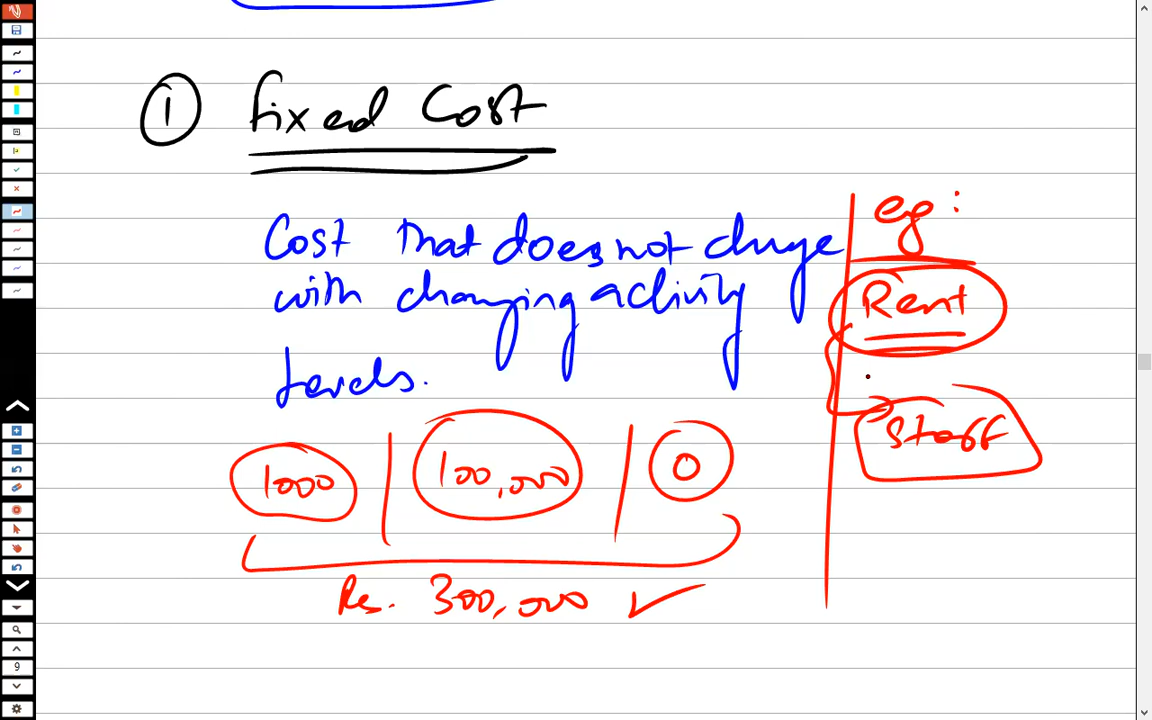 ① Fixed Cost
Cost that does not change
with changing activity
Levels.
1000 | 100,000 | 0
Rs. 300,000 ✓
eg:
Rent
Staff
9